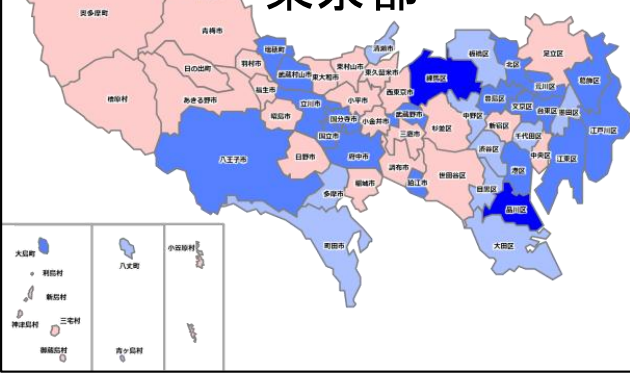 東京都
奥多摩町
青梅市
瑞穂町
清瀬市
板橋区
足立区
北区
羽村市
日の出町
武蔵村山市
東大和市
東村山市
東久留米市
練馬区
葛飾区
荒川区
福生市
西東京市
檜原村
あきる野市
立川市
小平市
豊島区
文京区
台東区
墨田区
昭島市
国分寺市
小金井市
武蔵野市
中野区
新宿区
江戸川区
国立市
三鷹市
杉並区
千代田区
八王子市
日野市
府中市
渋谷区
中央区
江東区
調布市
世田谷区
港区
稲城市
狛江市
目黒区
多摩市
品川区
町田市
大田区
大島町
利島村
新島村
神津島村
三宅村
御蔵島村
八丈町
青ヶ島村
小笠原村